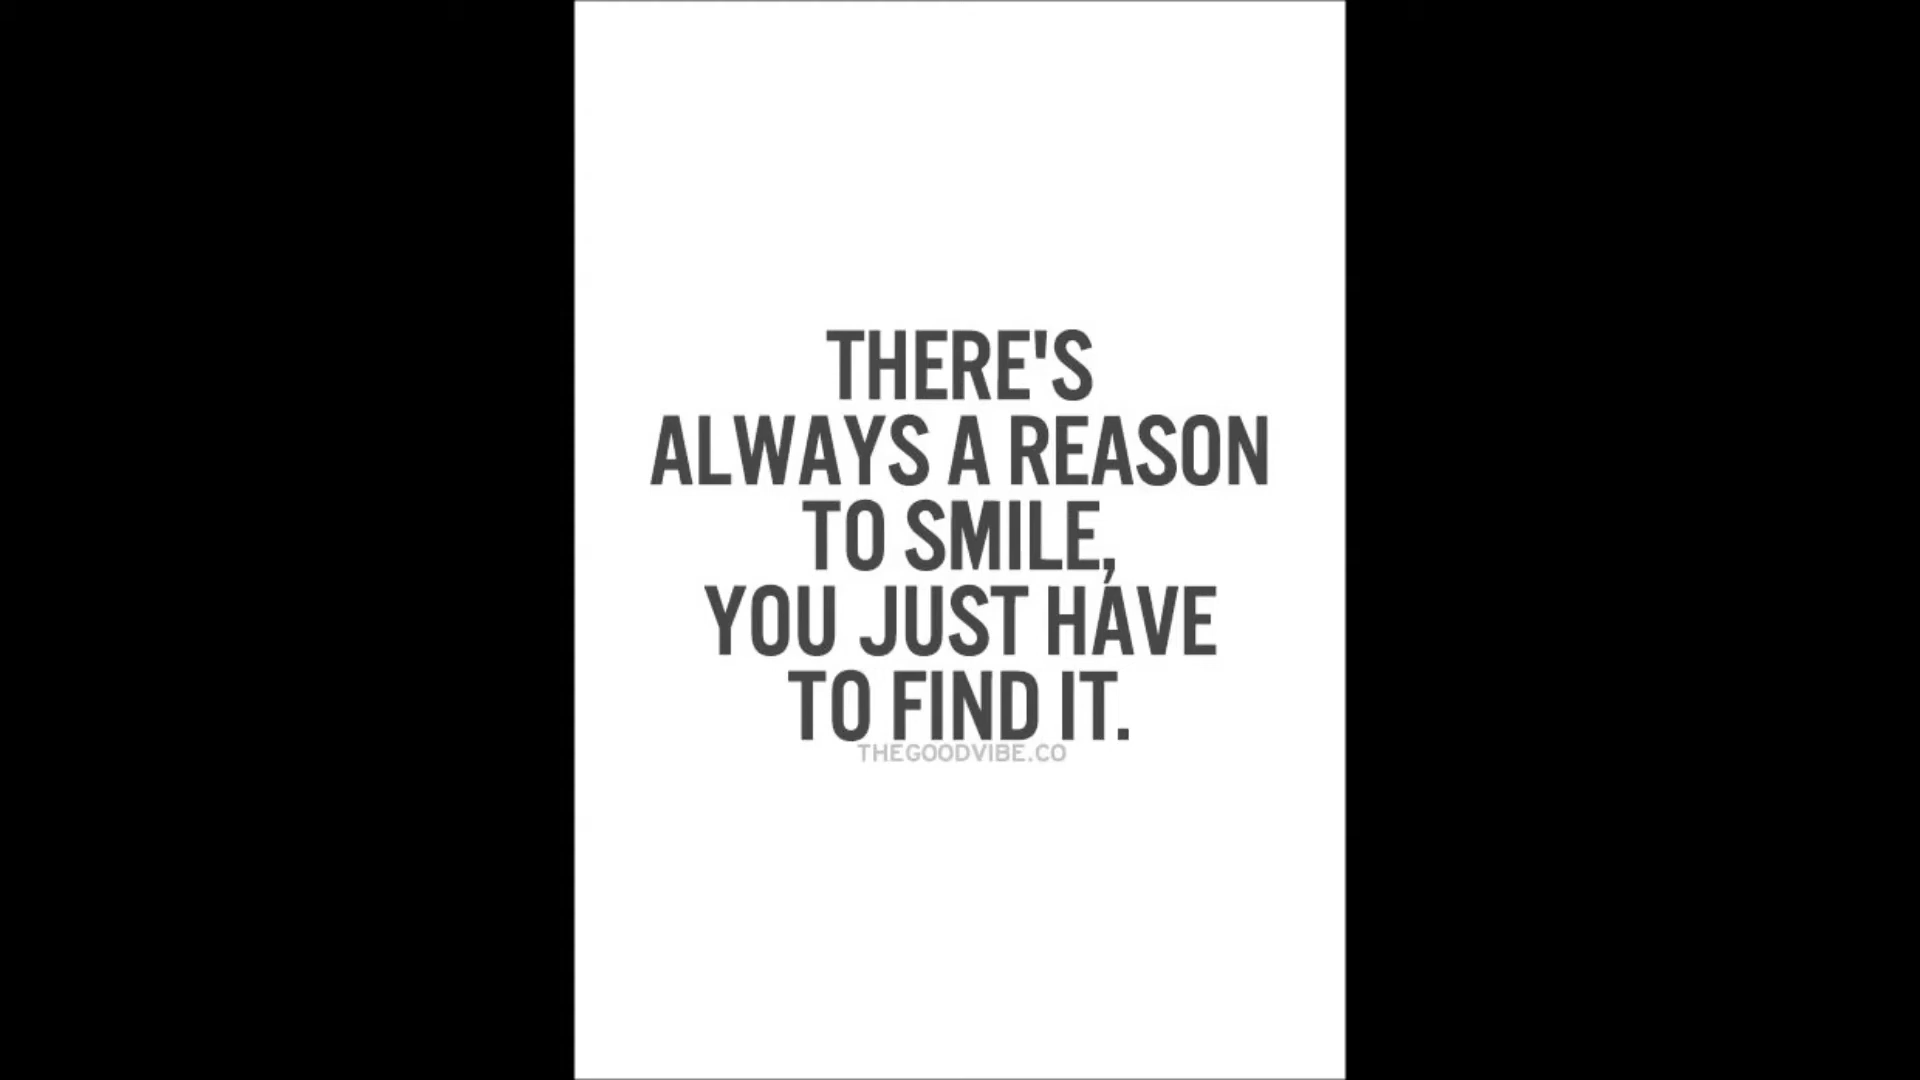 THERE'S
ALWAYS A REASON
TO SMILE,
YOU JUST HAVE
TO FIND IT.
THEGOODVIBE.CO